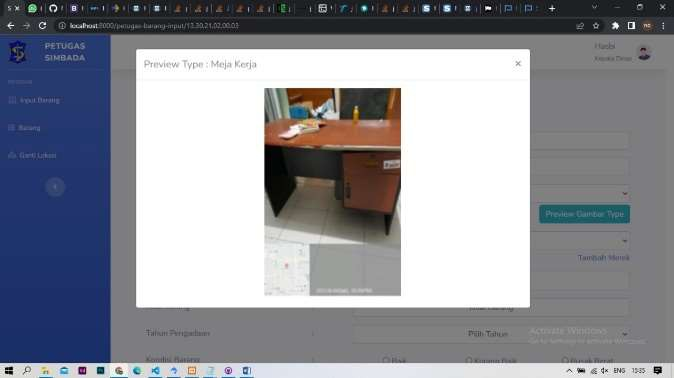 localhost:8000/petugas-barang-input/13.30.21.02.00.03
PETUGAS
SIMBADA
Hasbi
Kepala Dinas
Preview Type : Meja Kerja
×
Input Barang
Barang
Ganti Lokasi
Preview Gambar Type
Tambah Merek
Tahun Pengadaan
:
Pilih Tahun
Activate Windows
Go to Settings to activate Windows.
Kondisi Barang
:
Baik
Kurang Baik
Rusak Berat
ENG
15:35